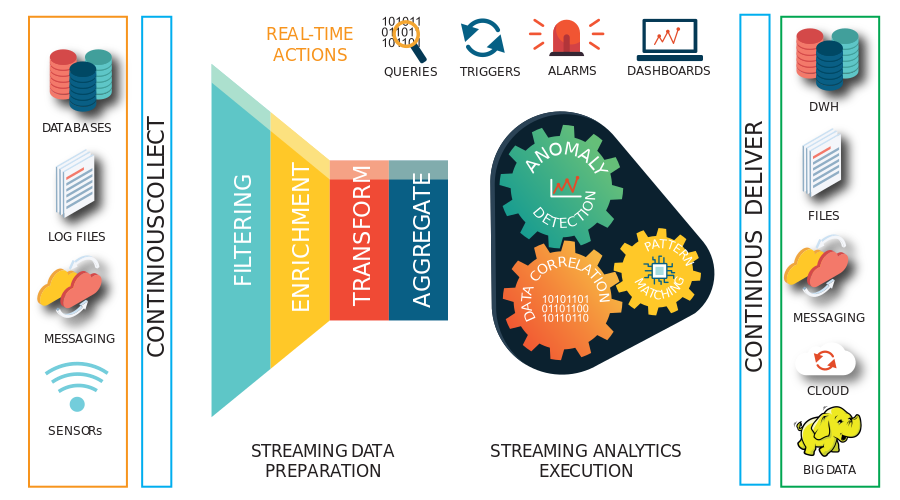 DATABASES
LOG FILES
MESSAGING
SENSORs
CONTINIOUSCOLLECT
REAL-TIME
ACTIONS
101011
01101
101101
QUERIES
TRIGGERS
ALARMS
DASHBOARDS
FILTERING
ENRICHMENT
TRANSFORM
AGGREGATE
STREAMING DATA
PREPARATION
ANOMALY
DETECTION
DATA CORRELATION
10101101
01101100
10110110
PATTERN
MATCHING
STREAMING ANALYTICS
EXECUTION
CONTINIOUS DELIVER
DWH
FILES
MESSAGING
CLOUD
BIG DATA